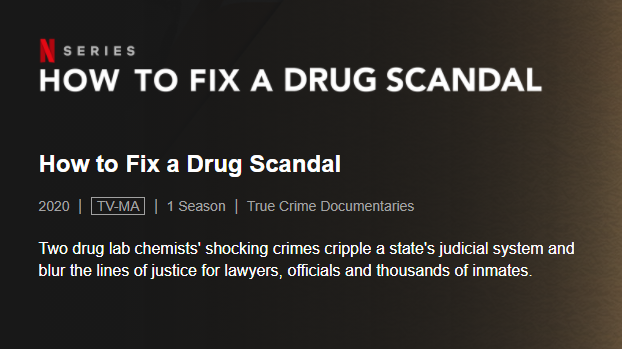 N SERIES
HOW TO FIX A DRUG SCANDAL
How to Fix a Drug Scandal
2020 | TV-MA | 1 Season | True Crime Documentaries
Two drug lab chemists' shocking crimes cripple a state's judicial system and
blur the lines of justice for lawyers, officials and thousands of inmates.